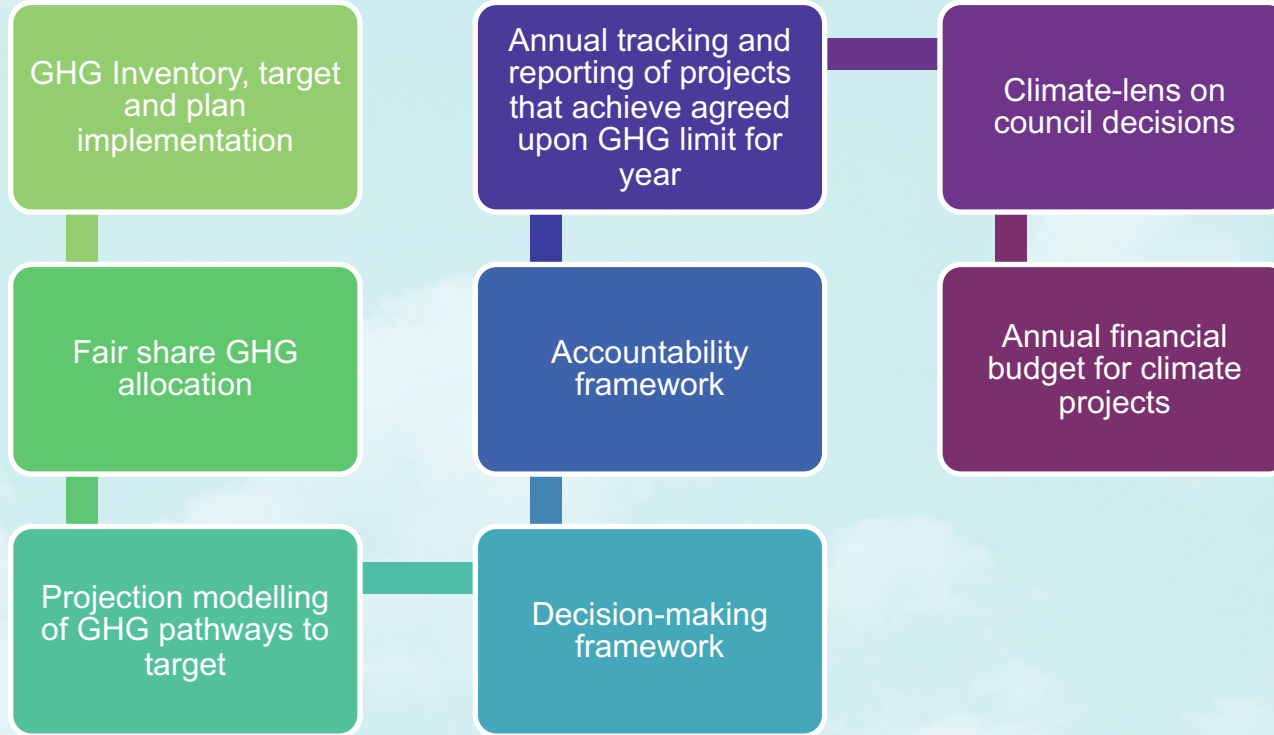 GHG Inventory, target
and plan
implementation
Fair share GHG
allocation
Projection modelling
of GHG pathways to
target
Decision-making
framework
Accountability
framework
Annual tracking and
reporting of projects
that achieve agreed
upon GHG limit for
year
Climate-lens on
council decisions
Annual financial
budget for climate
projects